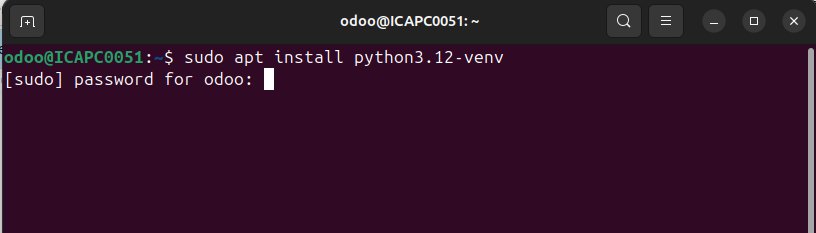 odoo@ICAPC0051: ~
odoo@ICAPC0051:~$ sudo apt install python3.12-venv
[sudo] password for odoo: